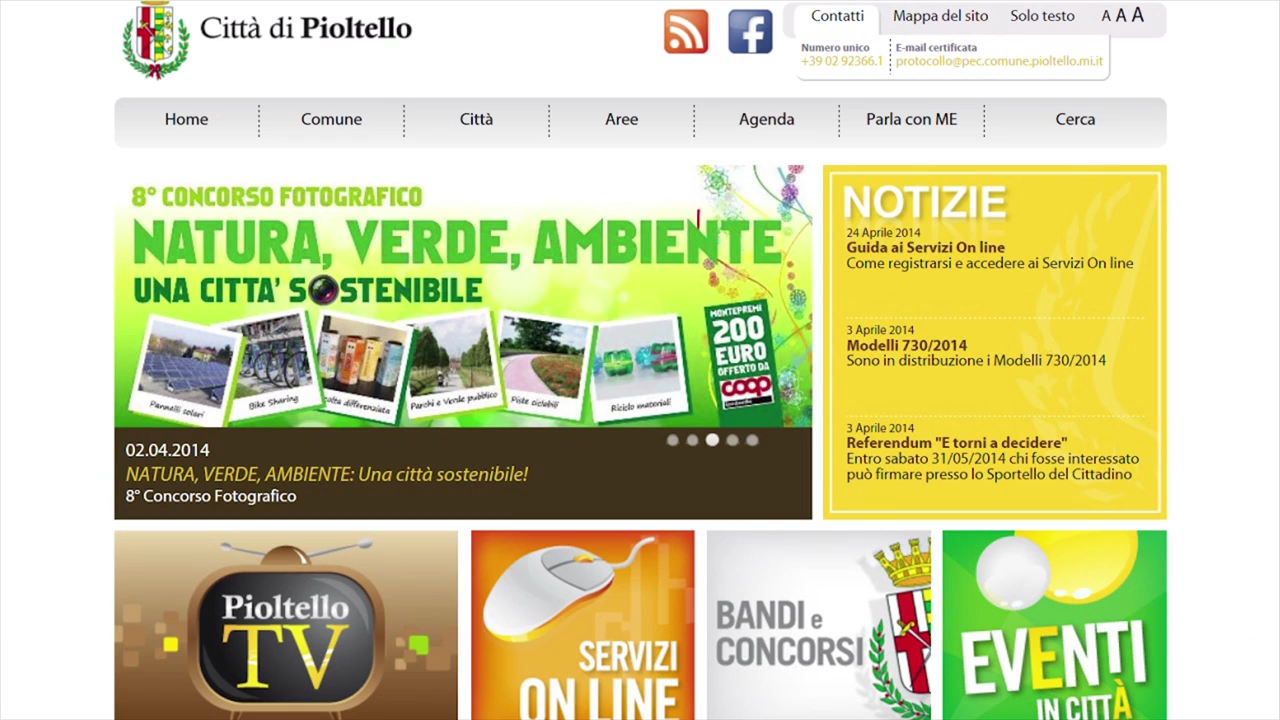 Città di Pioltello
Contatti
Mappa del sito
Solo testo
A A A
Numero unico
+39 02 92366.1
E-mail certificata
protocollo@pec.comune.pioltello.mi.it
Home
Comune
Città
Aree
Agenda
Parla con ME
Cerca
8° CONCORSO FOTOGRAFICO
NATURA, VERDE, AMBIENTE
UNA CITTA' SOSTENIBILE
Pannelli solari
Bike Sharing
colta differenziata
Parchi e Verde pubblico
Piste ciclabili
Riciclo materiali
MONTEPREMI
200
EURO
OFFERTO DA
coop
02.04.2014
NATURA, VERDE, AMBIENTE: Una città sostenibile!
8° Concorso Fotografico
NOTIZIE
24 Aprile 2014
Guida ai Servizi On line
Come registrarsi e accedere ai Servizi On line
3 Aprile 2014
Modelli 730/2014
Sono in distribuzione i Modelli 730/2014
3 Aprile 2014
Referendum "E torni a decidere"
Entro sabato 31/05/2014 chi fosse interessato
può firmare presso lo Sportello del Cittadino
Pioltello
TV
SERVIZI
ON LINE
BANDI e
CONCORSI
EVENTI
IN CITTÀ